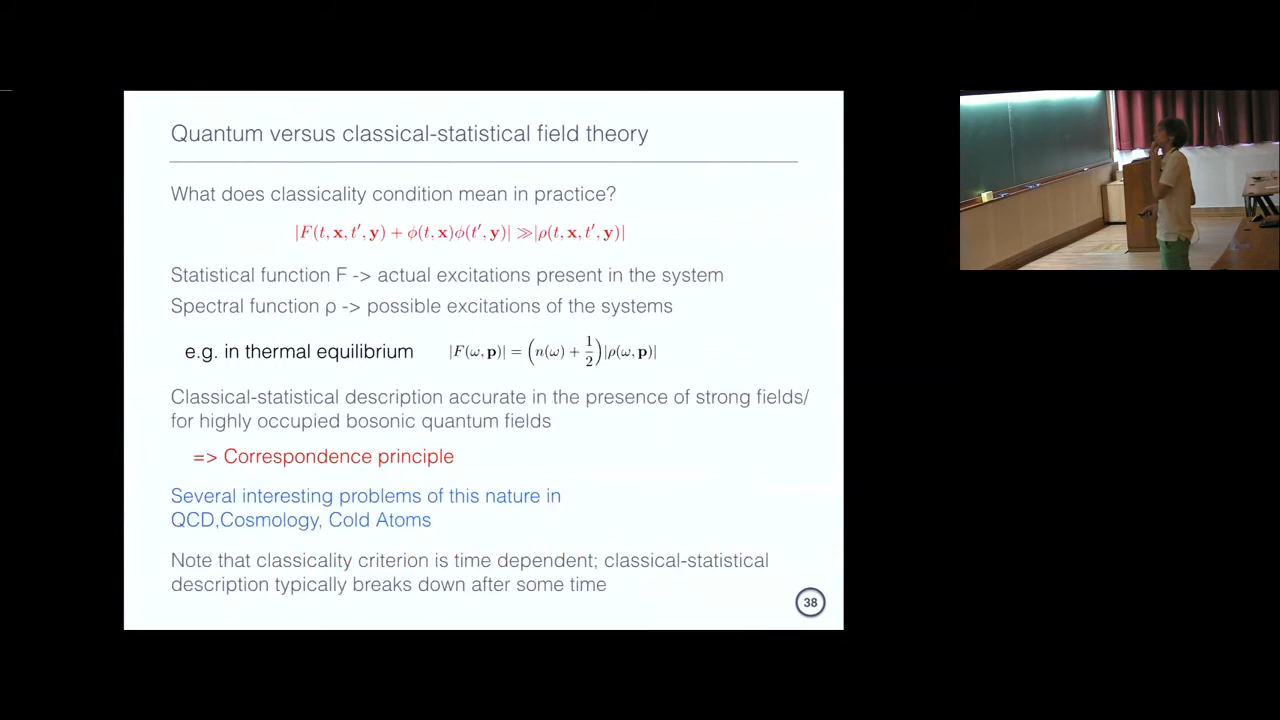 Quantum versus classical-statistical field theory
What does classicality condition mean in practice?
|F(t, x, t′, y) + ϕ(t, x)ϕ(t′, y)| ≫|ρ(t, x, t′, y)|
Statistical function F -> actual excitations present in the system
Spectral function ρ -> possible excitations of the systems
e.g. in thermal equilibrium |F(ω, p)| = (n(ω) + 1/2)|ρ(ω, p)|
Classical-statistical description accurate in the presence of strong fields/
for highly occupied bosonic quantum fields
=> Correspondence principle
Several interesting problems of this nature in
QCD,Cosmology, Cold Atoms
Note that classicality criterion is time dependent; classical-statistical
description typically breaks down after some time
38